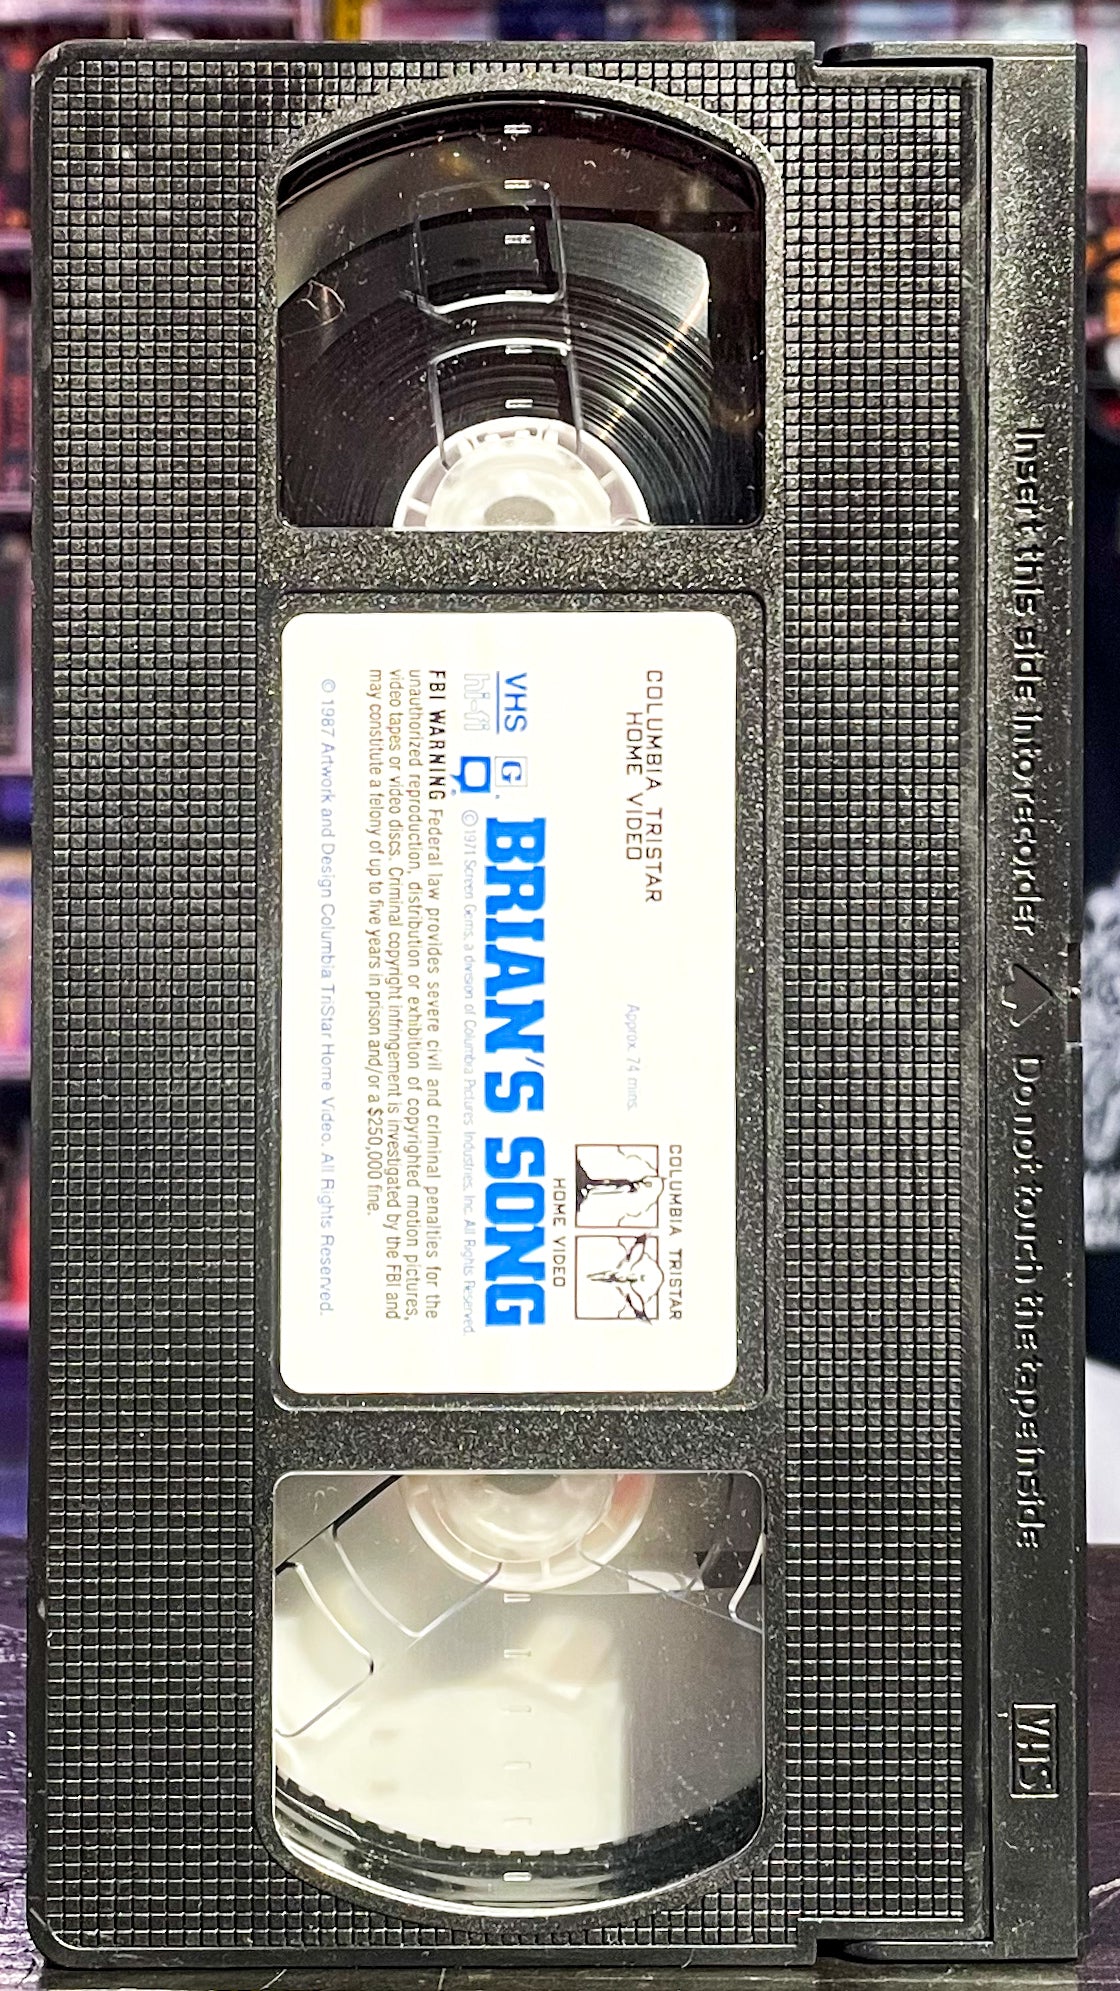 Insert this side into recorder △ Do not touch the tape inside
VHS
COLUMBIA TRISTAR
HOME VIDEO
Approx. 74 mins.
COLUMBIA TRISTAR
HOME VIDEO
VHS
hi-fi
G
BRIAN'S SONG
© 1971 Screen Gems, a division of Columbia Pictures Industries, Inc. All Rights Reserved.
FBI WARNING Federal law provides severe civil and criminal penalties for the
unauthorized reproduction, distribution or exhibition of copyrighted motion pictures,
video tapes or video discs. Criminal copyright infringement is investigated by the FBI and
may constitute a felony of up to five years in prison and/or a $250,000 fine.
© 1987 Artwork and Design Columbia TriStar Home Video. All Rights Reserved.